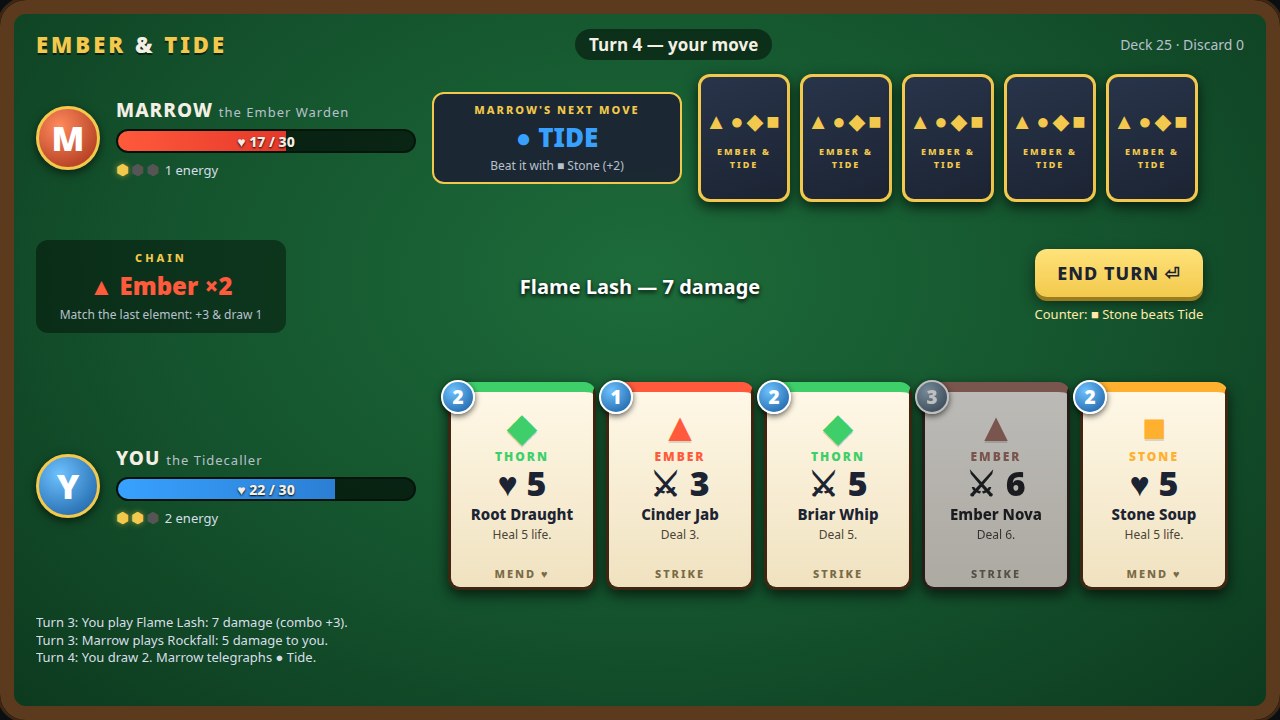 EMBER & TIDE
Turn 4 — your move
Deck 25 · Discard 0
M
MARROW the Ember Warden
♥ 17 / 30
1 energy
MARROW'S NEXT MOVE
● TIDE
Beat it with ■ Stone (+2)
▲●◆■
EMBER &
TIDE
▲●◆■
EMBER &
TIDE
▲●◆■
EMBER &
TIDE
▲●◆■
EMBER &
TIDE
▲●◆■
EMBER &
TIDE
CHAIN
▲ Ember ×2
Match the last element: +3 & draw 1
Flame Lash — 7 damage
END TURN ⏎
Counter: ■ Stone beats Tide
Y
YOU the Tidecaller
♥ 22 / 30
2 energy
2
◆
THORN
♥ 5
Root Draught
Heal 5 life.
MEND ♥
1
▲
EMBER
⚔ 3
Cinder Jab
Deal 3.
STRIKE
2
◆
THORN
⚔ 5
Briar Whip
Deal 5.
STRIKE
3
▲
EMBER
⚔ 6
Ember Nova
Deal 6.
STRIKE
2
■
STONE
♥ 5
Stone Soup
Heal 5 life.
MEND ♥
Turn 3: You play Flame Lash: 7 damage (combo +3).
Turn 3: Marrow plays Rockfall: 5 damage to you.
Turn 4: You draw 2. Marrow telegraphs ● Tide.